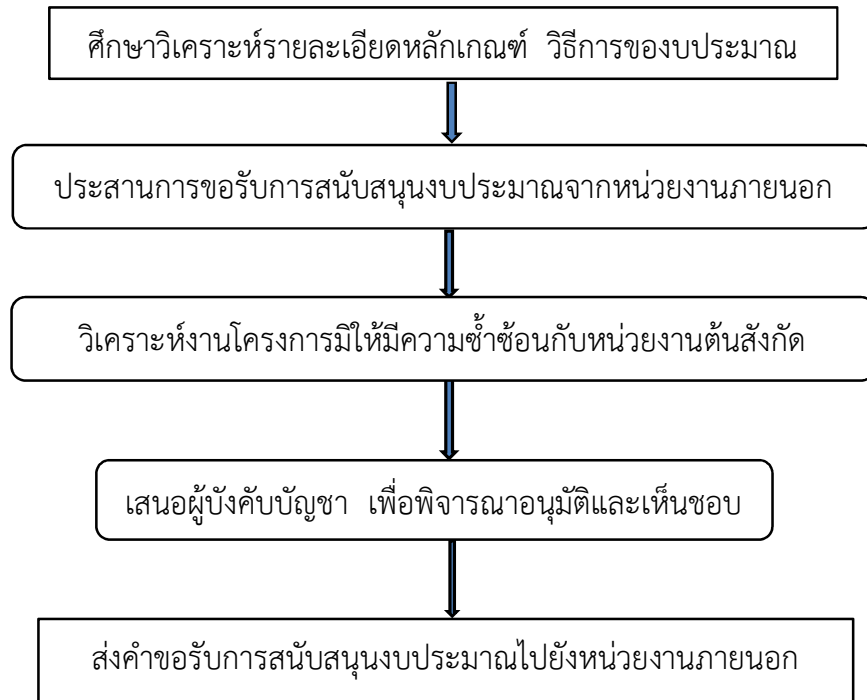 ศึกษาวิเคราะห์รายละเอียดหลักเกณฑ์ วิธีการของบประมาณ
ประสานการขอรับการสนับสนุนงบประมาณจากหน่วยงานภายนอก
วิเคราะห์งานโครงการมิให้มีความซ้ำซ้อนกับหน่วยงานต้นสังกัด
เสนอผู้บังคับบัญชา เพื่อพิจารณาอนุมัติและเห็นชอบ
ส่งคำขอรับการสนับสนุนงบประมาณไปยังหน่วยงานภายนอก